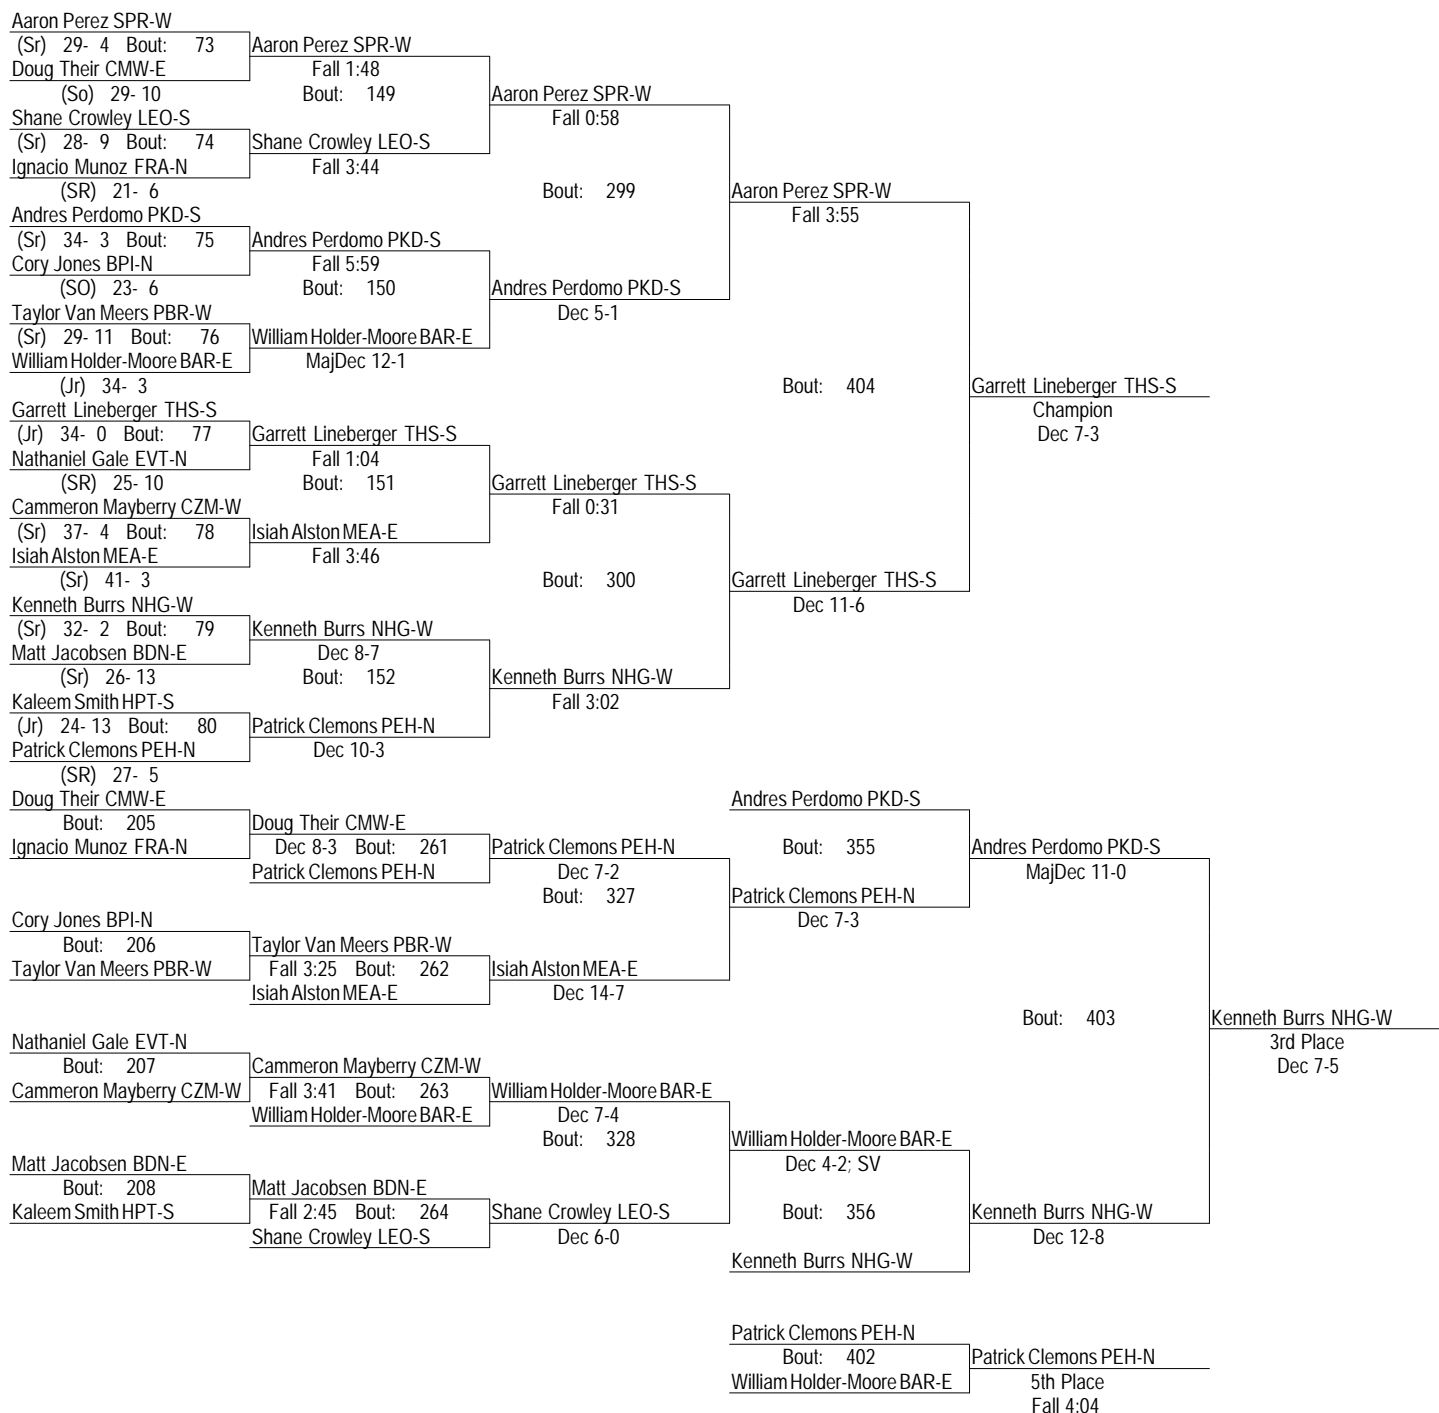 Aaron Perez SPR-W
(Sr) 29- 4 Bout: 73 Aaron Perez SPR-W
Doug Their CMW-E Fall 1:48
(So) 29- 10 Bout: 149 Aaron Perez SPR-W
Shane Crowley LEO-S Fall 0:58
(Sr) 28- 9 Bout: 74 Shane Crowley LEO-S
Ignacio Munoz FRA-N Fall 3:44
(SR) 21- 6 Bout: 299 Aaron Perez SPR-W
Andres Perdomo PKD-S Fall 3:55
(Sr) 34- 3 Bout: 75 Andres Perdomo PKD-S
Cory Jones BPI-N Fall 5:59
(SO) 23- 6 Bout: 150 Andres Perdomo PKD-S
Taylor Van Meers PBR-W Dec 5-1
(Sr) 29- 11 Bout: 76 William Holder-Moore BAR-E
William Holder-Moore BAR-E MajDec 12-1
(Jr) 34- 3 Bout: 404 Garrett Lineberger THS-S
Garrett Lineberger THS-S Champion
(Jr) 34- 0 Bout: 77 Garrett Lineberger THS-S Dec 7-3
Nathaniel Gale EVT-N Fall 1:04
(SR) 25- 10 Bout: 151 Garrett Lineberger THS-S
Cammeron Mayberry CZM-W Fall 0:31
(Sr) 37- 4 Bout: 78 Isiah Alston MEA-E
Isiah Alston MEA-E Fall 3:46
(Sr) 41- 3 Bout: 300 Garrett Lineberger THS-S
Kenneth Burrs NHG-W Dec 11-6
(Sr) 32- 2 Bout: 79 Kenneth Burrs NHG-W
Matt Jacobsen BDN-E Dec 8-7
(Sr) 26- 13 Bout: 152 Kenneth Burrs NHG-W
Kaleem Smith HPT-S Fall 3:02
(Jr) 24- 13 Bout: 80 Patrick Clemons PEH-N
Patrick Clemons PEH-N Dec 10-3
(SR) 27- 5
Doug Their CMW-E Andres Perdomo PKD-S
Bout: 205 Doug Their CMW-E
Ignacio Munoz FRA-N Dec 8-3 Bout: 261 Patrick Clemons PEH-N Bout: 355 Andres Perdomo PKD-S
Patrick Clemons PEH-N Dec 7-2 MajDec 11-0
Bout: 327 Patrick Clemons PEH-N
Cory Jones BPI-N Dec 7-3
Bout: 206 Taylor Van Meers PBR-W
Taylor Van Meers PBR-W Fall 3:25 Bout: 262 Isiah Alston MEA-E
Isiah Alston MEA-E Dec 14-7
Bout: 403 Kenneth Burrs NHG-W
Nathaniel Gale EVT-N 3rd Place
Bout: 207 Cammeron Mayberry CZM-W Dec 7-5
Cammeron Mayberry CZM-W Fall 3:41 Bout: 263 William Holder-Moore BAR-E
William Holder-Moore BAR-E Dec 7-4
Bout: 328 William Holder-Moore BAR-E
Matt Jacobsen BDN-E Dec 4-2; SV
Bout: 208 Matt Jacobsen BDN-E
Kaleem Smith HPT-S Fall 2:45 Bout: 264 Shane Crowley LEO-S Bout: 356 Kenneth Burrs NHG-W
Shane Crowley LEO-S Dec 6-0 Dec 12-8
Kenneth Burrs NHG-W
Patrick Clemons PEH-N
Bout: 402 Patrick Clemons PEH-N
William Holder-Moore BAR-E 5th Place
Fall 4:04